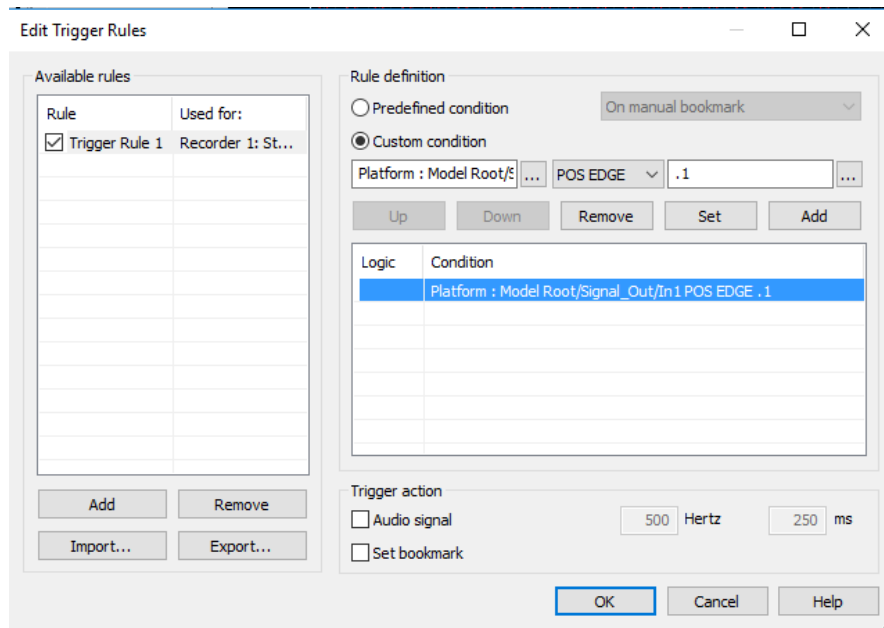 Edit Trigger Rules
Available rules
Rule Used for:
Trigger Rule 1 Recorder 1: St...
Add Remove
Import... Export...
Rule definition
Predefined condition On manual bookmark
Custom condition
Platform : Model Root/S ... POS EDGE .1 ...
Up Down Remove Set Add
Logic Condition
Platform : Model Root/Signal_Out/In1 POS EDGE .1
Trigger action
Audio signal 500 Hertz 250 ms
Set bookmark
OK Cancel Help